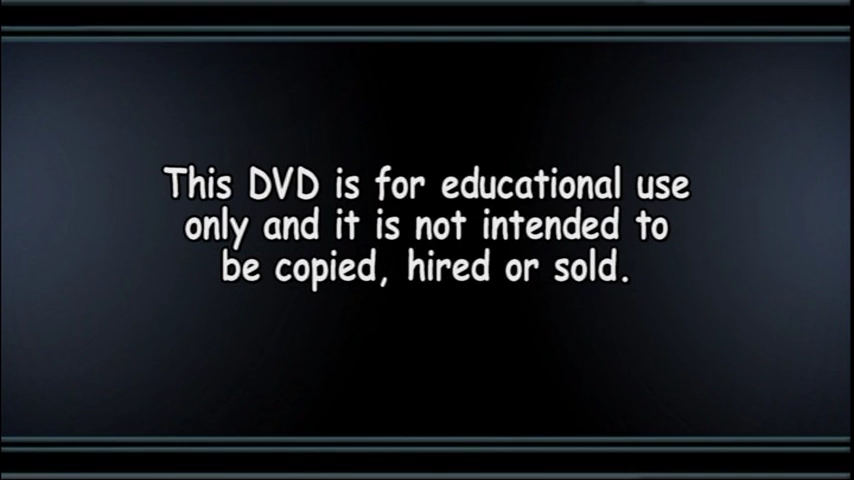 This DVD is for educational use
only and it is not intended to
be copied, hired or sold.